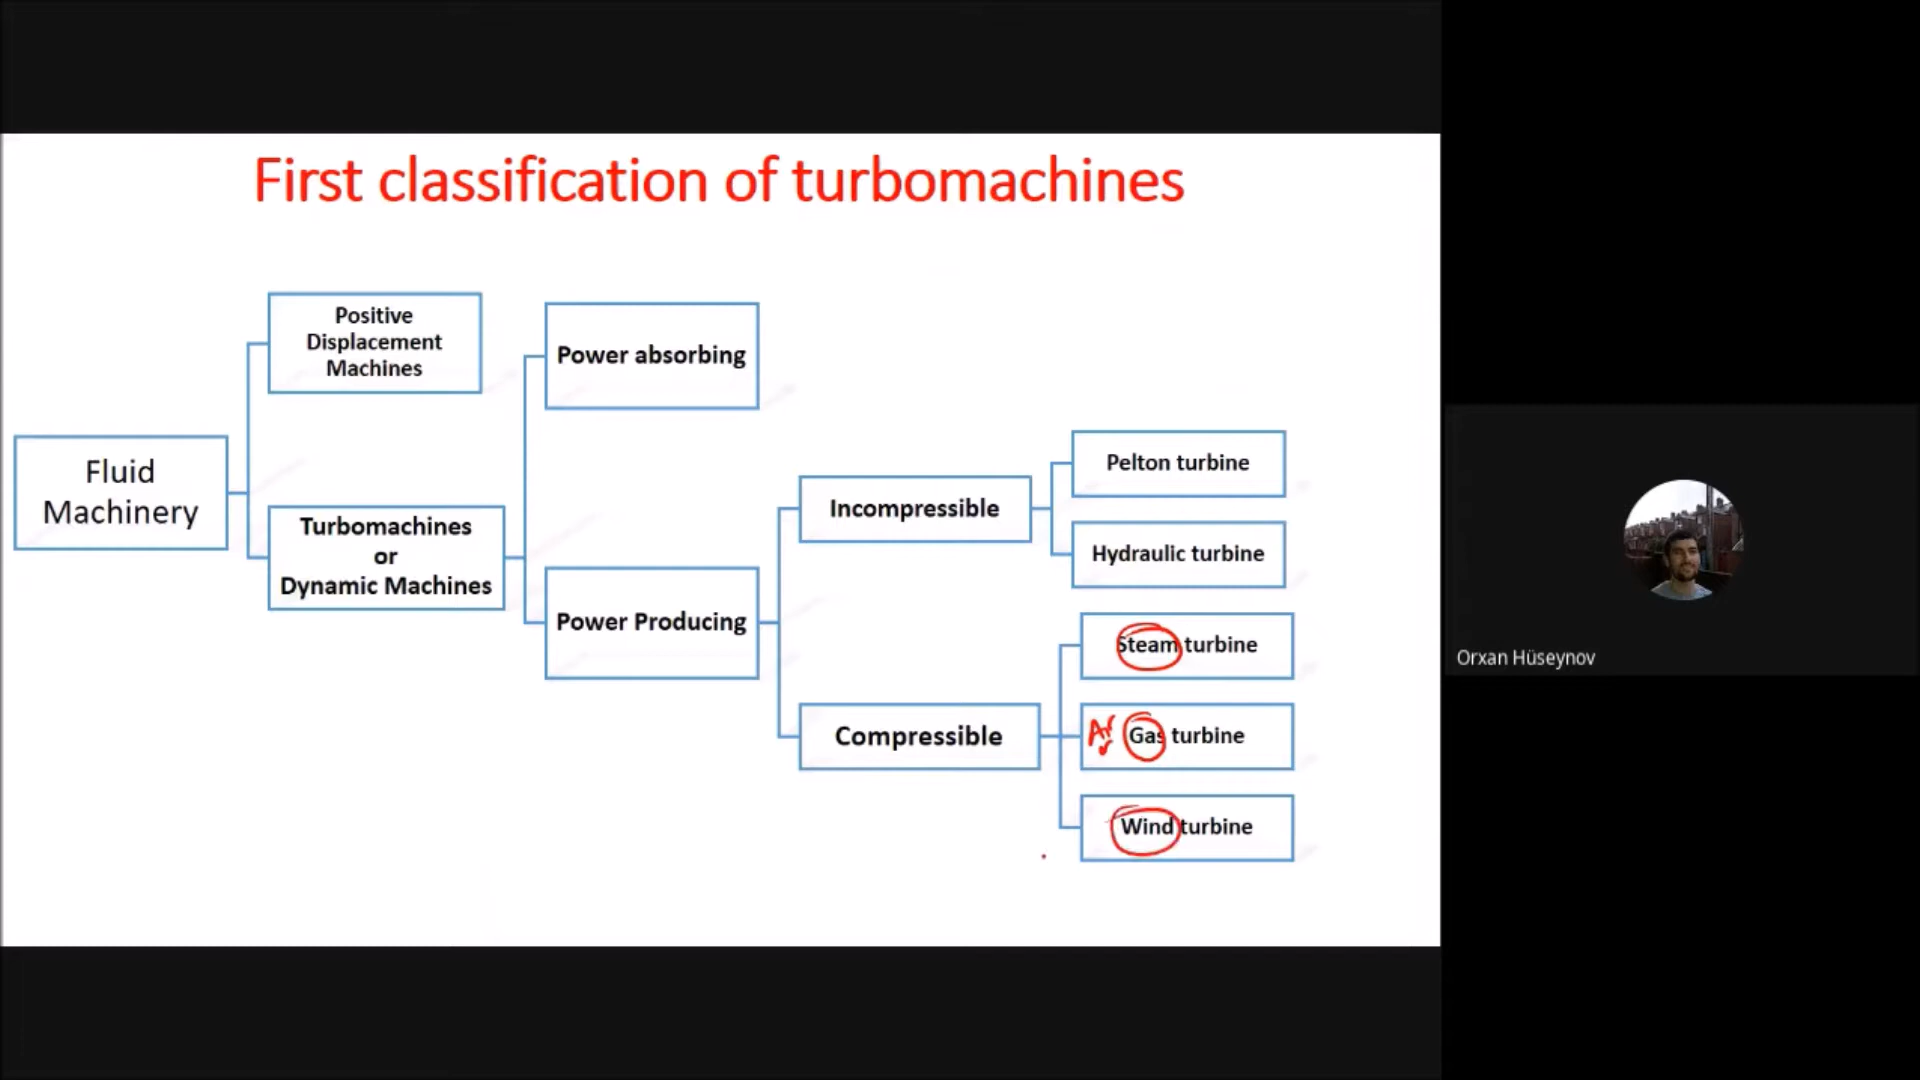 First classification of turbomachines
Positive
Displacement
Machines
Power absorbing
Fluid
Machinery
Turbomachines
or
Dynamic Machines
Power Producing
Incompressible
Compressible
Pelton turbine
Hydraulic turbine
Steam turbine
Gas turbine
Wind turbine
Orxan Hüseynov